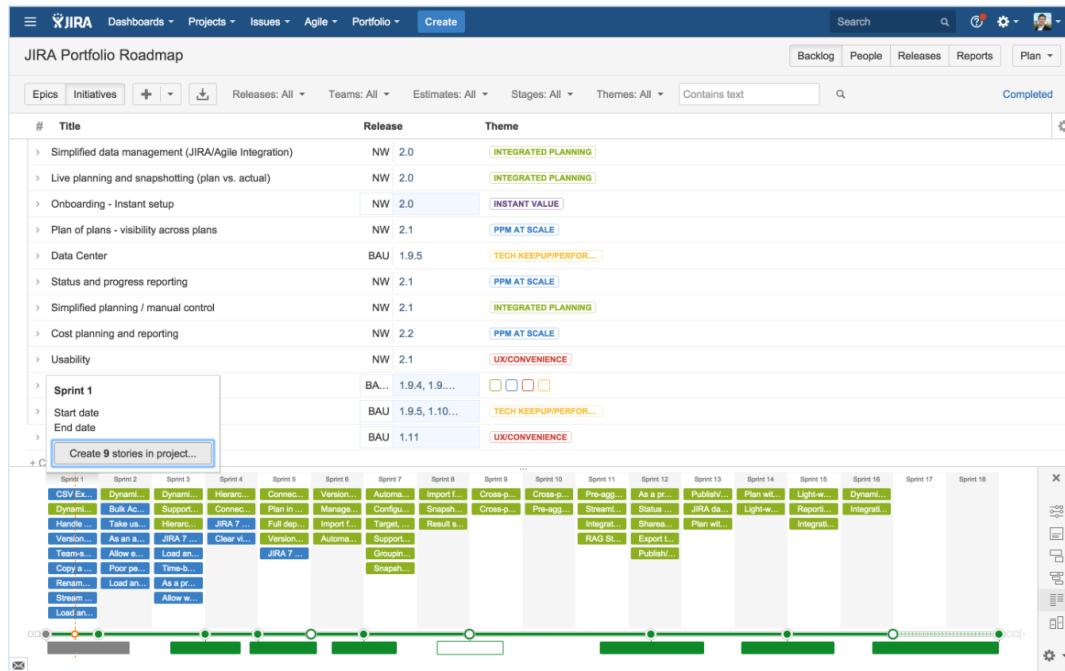 JIRA Dashboards Projects Issues Agile Portfolio Create Search
JIRA Portfolio Roadmap Backlog People Releases Reports Plan
Epics Initiatives Releases: All Teams: All Estimates: All Stages: All Themes: All Contains text Completed
# Title Release Theme
Simplified data management (JIRA/Agile Integration) NW 2.0 INTEGRATED PLANNING
Live planning and snapshotting (plan vs. actual) NW 2.0 INTEGRATED PLANNING
Onboarding - Instant setup NW 2.0 INSTANT VALUE
Plan of plans - visibility across plans NW 2.1 PPM AT SCALE
Data Center BAU 1.9.5 TECH KEEPUP/PERFOR...
Status and progress reporting NW 2.1 PPM AT SCALE
Simplified planning / manual control NW 2.1 INTEGRATED PLANNING
Cost planning and reporting NW 2.2 PPM AT SCALE
Usability NW 2.1 UX/CONVENIENCE
BA... 1.9.4, 1.9....
Sprint 1
Start date BAU 1.9.5, 1.10... TECH KEEPUP/PERFOR...
End date
BAU 1.11 UX/CONVENIENCE
Create 9 stories in project...
+ C
Sprint 1 Sprint 2 Sprint 3 Sprint 4 Sprint 5 Sprint 6 Sprint 7 Sprint 8 Sprint 9 Sprint 10 Sprint 11 Sprint 12 Sprint 13 Sprint 14 Sprint 15 Sprint 16 Sprint 17 Sprint 18
CSV Ex... Dynami... Dynami... Hierarc... Connec... Version... Automa... Import f... Cross-p... Cross-p... Pre-agg... As a pr... Publish/... Plan wit... Light-w... Dynami...
Dynami... Bulk Ac... Support... Connec... Plan in ... Manage... Configu... Snapsh... Cross-p... Pre-agg... Streaml... Status ... JIRA da... Light-w... Reporti... Integrati...
Handle ... Take us... Hierarc... JIRA 7 ... Full dep... Import f... Target, ... Result s... Integrat... Sharea... Plan wit... Integrati...
Version... As an a... JIRA 7 ... Clear vi... Version... Automa... Support... RAG St... Export t...
Team-s... Allow e... Load an... JIRA 7 ... Groupin... Publish/...
Copy a ... Poor pe... Time-b... Snapsh...
Renam... Load an... As a pr...
Stream ... Allow w...
Load an...